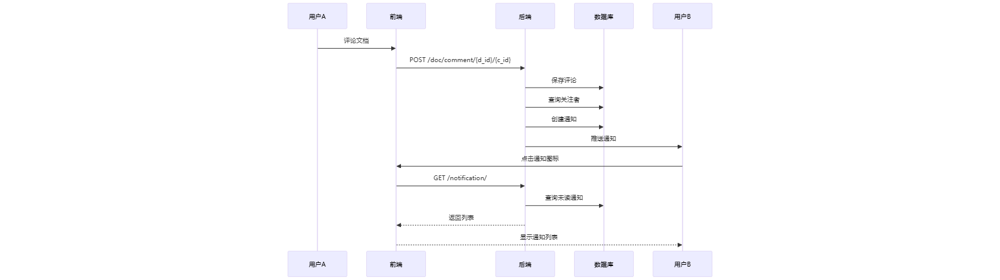 用户A
前端
后端
数据库
用户B
评论文档
POST /doc/comment/{d_id}/{c_id}
保存评论
查询关注者
创建通知
推送通知
点击通知图标
GET /notification/
查询未读通知
返回列表
显示通知列表
用户A
前端
后端
数据库
用户B